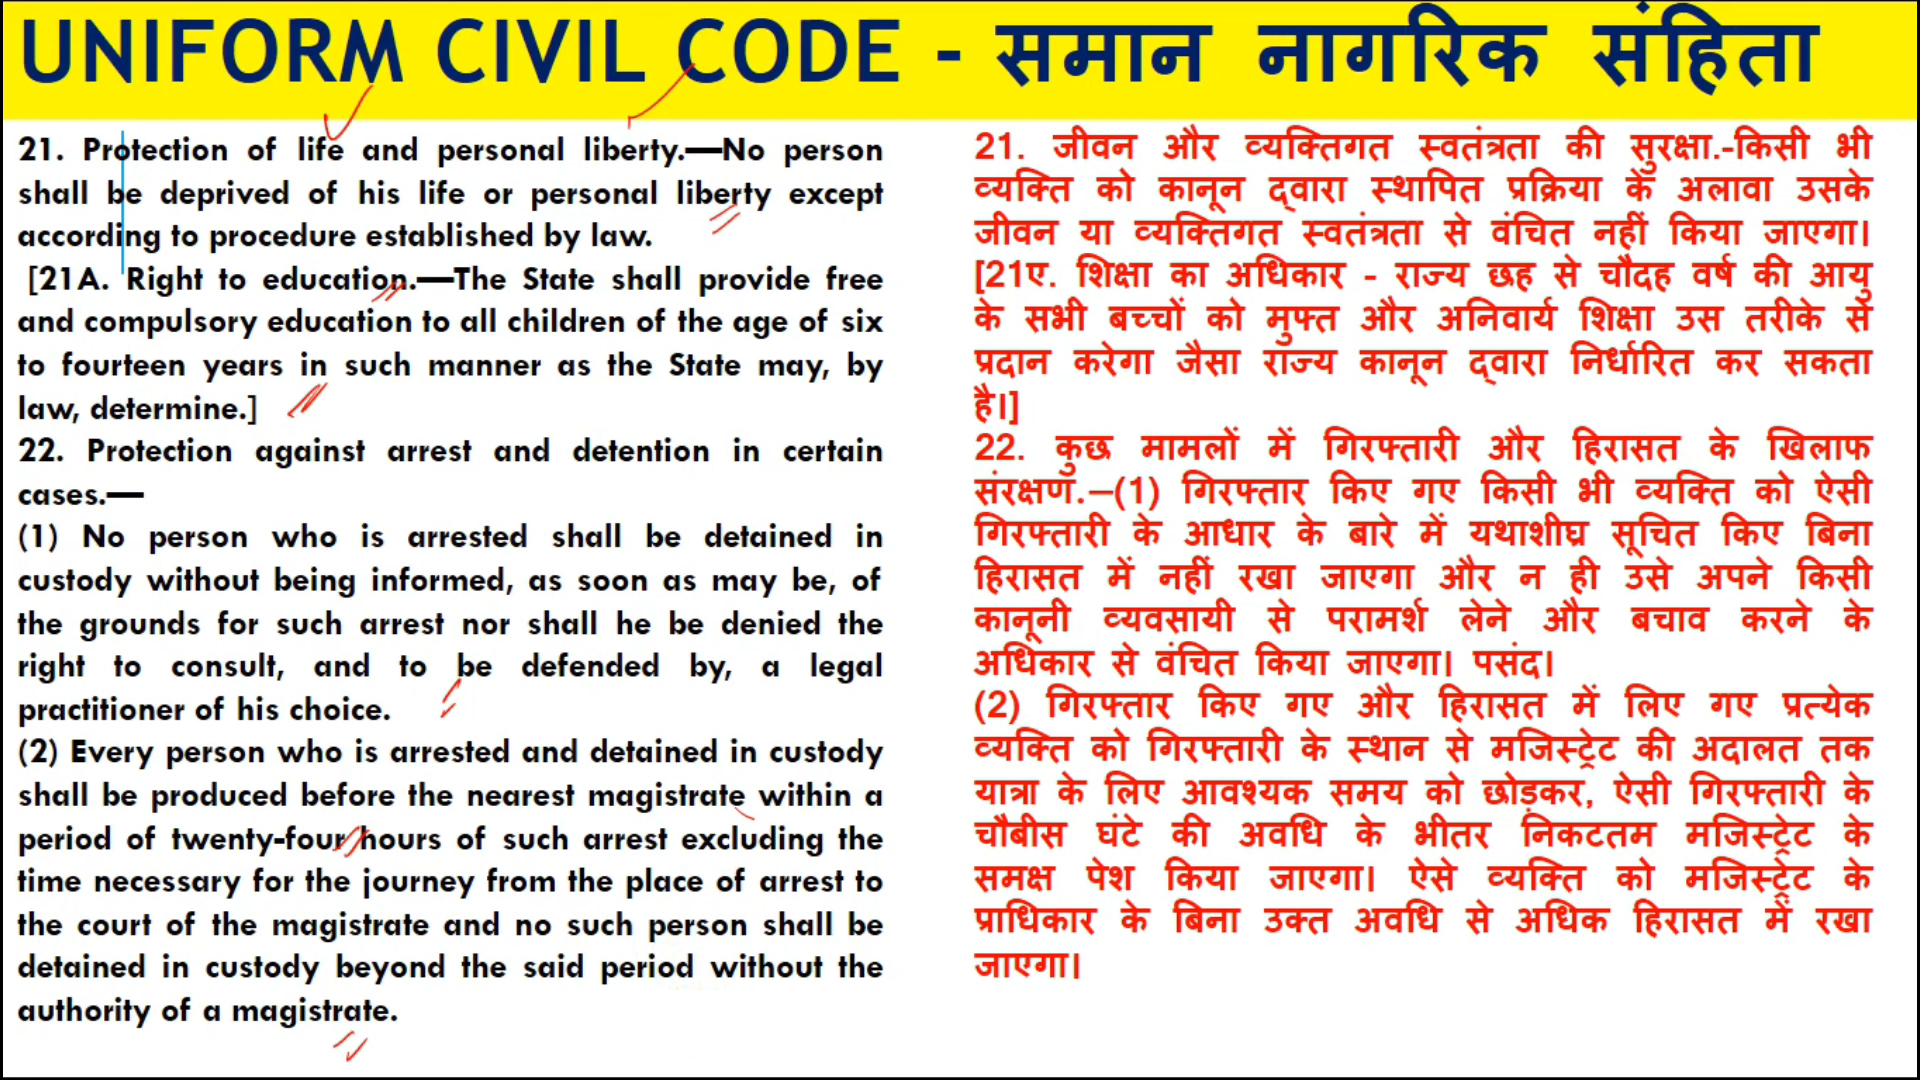 UNIFORM CIVIL CODE - समान नागरिक संहिता
21. Protection of life and personal liberty.—No person
shall be deprived of his life or personal liberty except
according to procedure established by law.
[21A. Right to education.—The State shall provide free
and compulsory education to all children of the age of six
to fourteen years in such manner as the State may, by
law, determine.]
22. Protection against arrest and detention in certain
cases.—
(1) No person who is arrested shall be detained in
custody without being informed, as soon as may be, of
the grounds for such arrest nor shall he be denied the
right to consult, and to be defended by, a legal
practitioner of his choice.
(2) Every person who is arrested and detained in custody
shall be produced before the nearest magistrate within a
period of twenty-four hours of such arrest excluding the
time necessary for the journey from the place of arrest to
the court of the magistrate and no such person shall be
detained in custody beyond the said period without the
authority of a magistrate.
21. जीवन और व्यक्तिगत स्वतंत्रता की सुरक्षा.-किसी भी
व्यक्ति को कानून द्वारा स्थापित प्रक्रिया के अलावा उसके
जीवन या व्यक्तिगत स्वतंत्रता से वंचित नहीं किया जाएगा।
[21ए. शिक्षा का अधिकार - राज्य छह से चौदह वर्ष की आयु
के सभी बच्चों को मुफ्त और अनिवार्य शिक्षा उस तरीके से
प्रदान करेगा जैसा राज्य कानून द्वारा निर्धारित कर सकता
है।]
22. कुछ मामलों में गिरफ्तारी और हिरासत के खिलाफ
संरक्षण.—(1) गिरफ्तार किए गए किसी भी व्यक्ति को ऐसी
गिरफ्तारी के आधार के बारे में यथाशीघ्र सूचित किए बिना
हिरासत में नहीं रखा जाएगा और न ही उसे अपने किसी
कानूनी व्यवसायी से परामर्श लेने और बचाव करने के
अधिकार से वंचित किया जाएगा। पसंद।
(2) गिरफ्तार किए गए और हिरासत में लिए गए प्रत्येक
व्यक्ति को गिरफ्तारी के स्थान से मजिस्ट्रेट की अदालत तक
यात्रा के लिए आवश्यक समय को छोड़कर, ऐसी गिरफ्तारी के
चौबीस घंटे की अवधि के भीतर निकटतम मजिस्ट्रेट के
समक्ष पेश किया जाएगा। ऐसे व्यक्ति को मजिस्ट्रेट के
प्राधिकार के बिना उक्त अवधि से अधिक हिरासत में रखा
जाएगा।